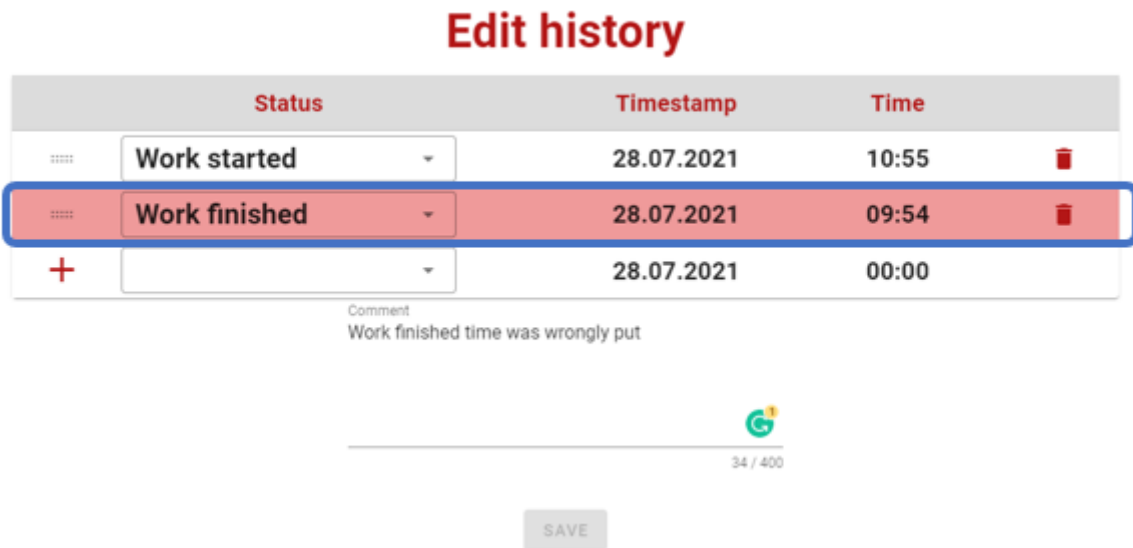 Edit history
Status Timestamp Time
Work started 28.07.2021 10:55
Work finished 28.07.2021 09:54
28.07.2021 00:00
Comment
Work finished time was wrongly put
1
34 / 400
SAVE